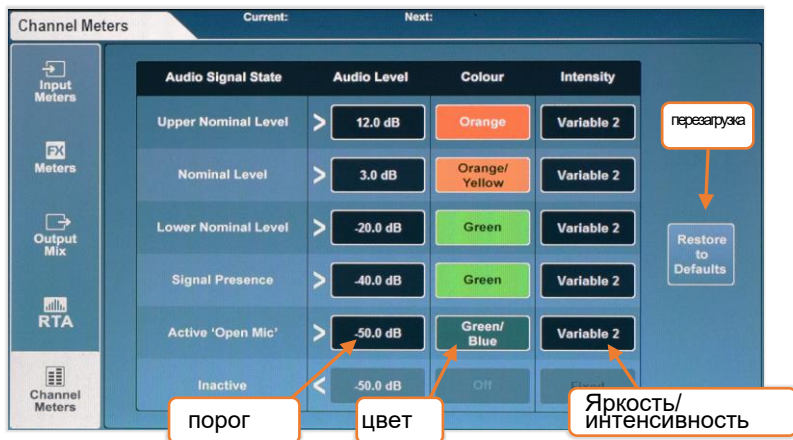 Channel Meters
Current: Next:
Input
Meters
FX
Meters
Output
Mix
RTA
Channel
Meters
Audio Signal State Audio Level Colour Intensity
Upper Nominal Level > 12.0 dB Orange Variable 2
Nominal Level > 3.0 dB Orange/
Yellow Variable 2
Lower Nominal Level > -20.0 dB Green Variable 2
Signal Presence > -40.0 dB Green Variable 2
Active ‘Open Mic’ > -50.0 dB Green/
Blue Variable 2
Inactive < -50.0 dB Off
перезагрузка
Restore
to
Defaults
порог
цвет
Яркость/
интенсивность